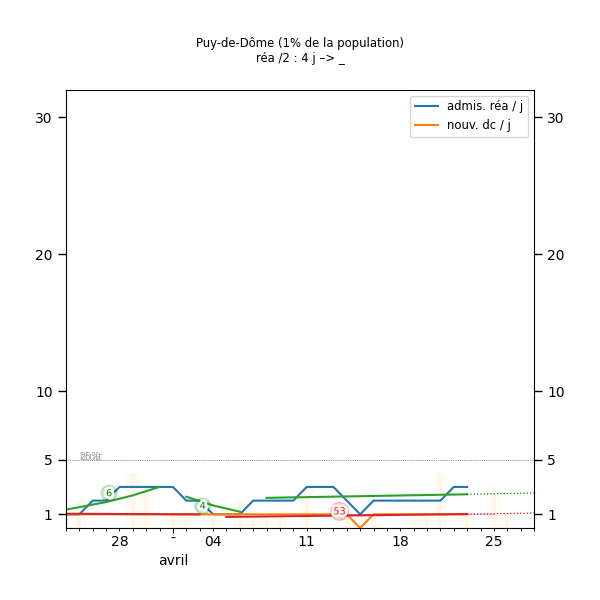 Puy-de-Dôme (1% de la population)
réa /2 : 4 j –> _
admis. réa / j
nouv. dc / j
30 30
20 20
10 10
5 5
1 1
6
4
53
28 - 04 11 18 25
avril